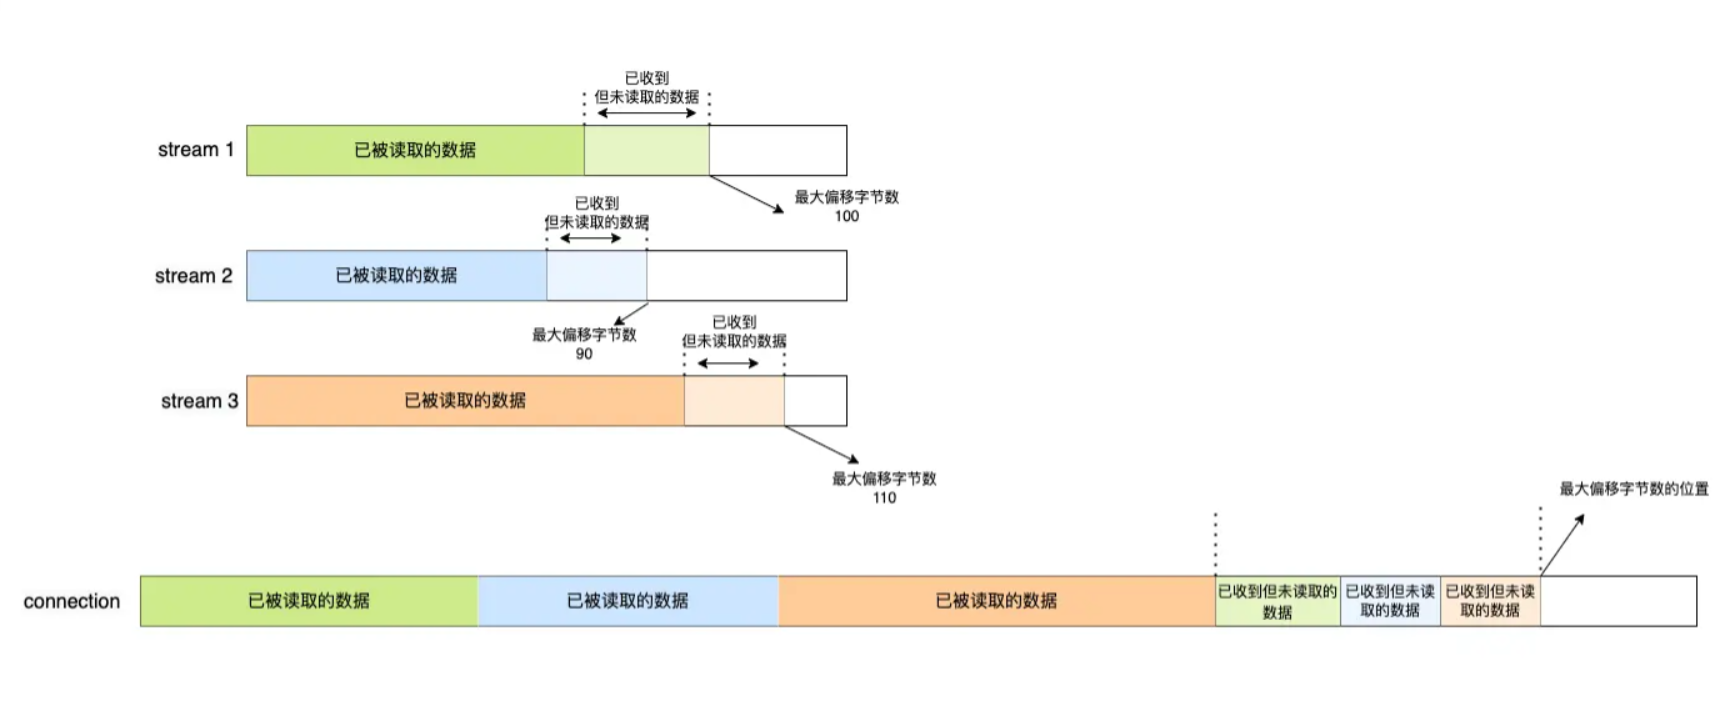 已收到
但未读取的数据
stream 1
已被读取的数据
最大偏移字节数
100
已收到
但未读取的数据
stream 2
已被读取的数据
最大偏移字节数
90
已收到
但未读取的数据
stream 3
已被读取的数据
最大偏移字节数
110
最大偏移字节数的位置
connection
已被读取的数据
已被读取的数据
已被读取的数据
已收到但未读取的
数据
已收到但未读
取的数据
已收到但未读
取的数据